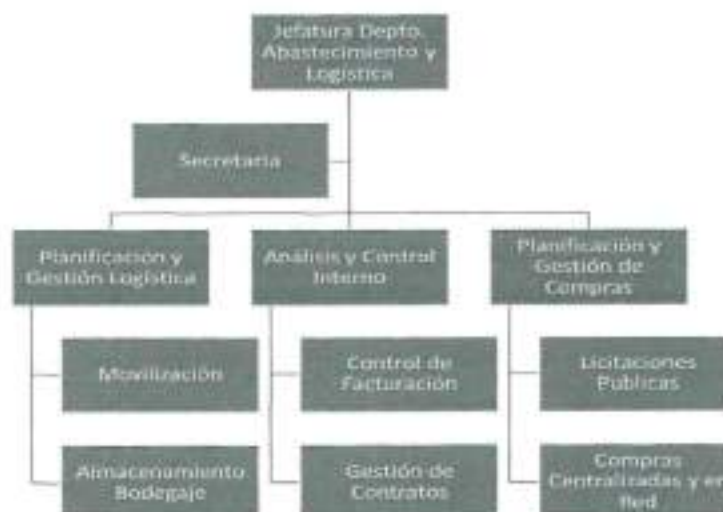 Jefatura Depto.
Abastecimiento y
Logística
Secretaria
Planificación y
Gestión Logística
Análisis y Control
Interno
Planificación y
Gestión de
Compras
Movilización
Control de
Facturación
Licitaciones
Públicas
Almacenamiento
Bodegaje
Gestión de
Contratos
Compras
Centralizadas y en
Red